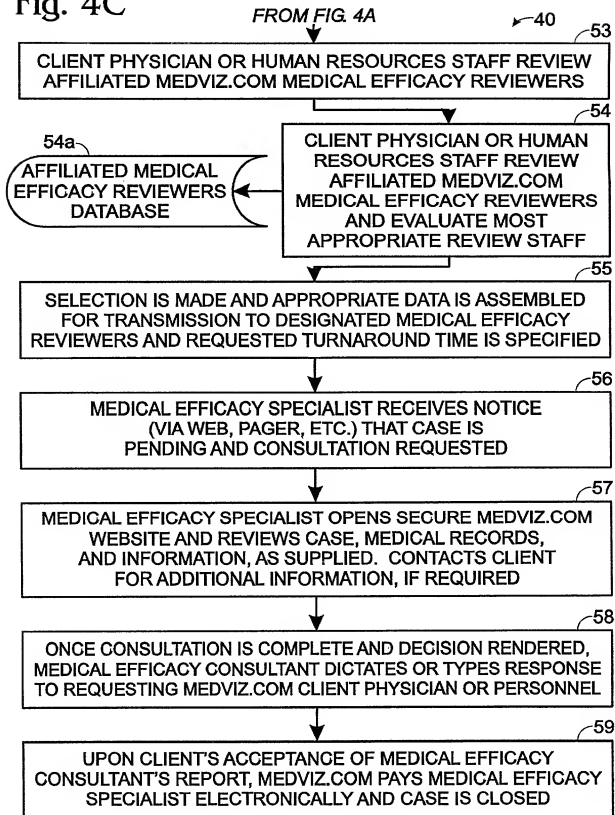 Fig. 4C
FROM FIG. 4A
40
53
CLIENT PHYSICIAN OR HUMAN RESOURCES STAFF REVIEW
AFFILIATED MEDVIZ.COM MEDICAL EFFICACY REVIEWERS
54
CLIENT PHYSICIAN OR HUMAN
RESOURCES STAFF REVIEW
AFFILIATED MEDVIZ.COM
MEDICAL EFFICACY REVIEWERS
AND EVALUATE MOST
APPROPRIATE REVIEW STAFF
54a
AFFILIATED MEDICAL
EFFICACY REVIEWERS
DATABASE
55
SELECTION IS MADE AND APPROPRIATE DATA IS ASSEMBLED
FOR TRANSMISSION TO DESIGNATED MEDICAL EFFICACY
REVIEWERS AND REQUESTED TURNAROUND TIME IS SPECIFIED
56
MEDICAL EFFICACY SPECIALIST RECEIVES NOTICE
(VIA WEB, PAGER, ETC.) THAT CASE IS
PENDING AND CONSULTATION REQUESTED
57
MEDICAL EFFICACY SPECIALIST OPENS SECURE MEDVIZ.COM
WEBSITE AND REVIEWS CASE, MEDICAL RECORDS,
AND INFORMATION, AS SUPPLIED. CONTACTS CLIENT
FOR ADDITIONAL INFORMATION, IF REQUIRED
58
ONCE CONSULTATION IS COMPLETE AND DECISION RENDERED,
MEDICAL EFFICACY CONSULTANT DICTATES OR TYPES RESPONSE
TO REQUESTING MEDVIZ.COM CLIENT PHYSICIAN OR PERSONNEL
59
UPON CLIENT'S ACCEPTANCE OF MEDICAL EFFICACY
CONSULTANT'S REPORT, MEDVIZ.COM PAYS MEDICAL EFFICACY
SPECIALIST ELECTRONICALLY AND CASE IS CLOSED